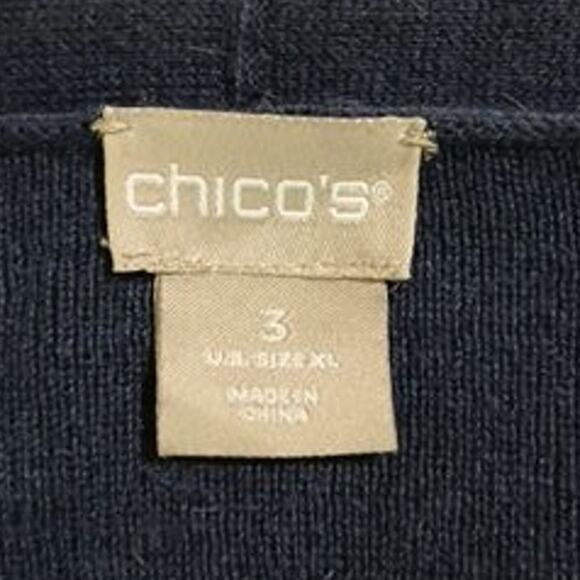 chico's®
3
U.S. SIZE XL
MADE IN
CHINA